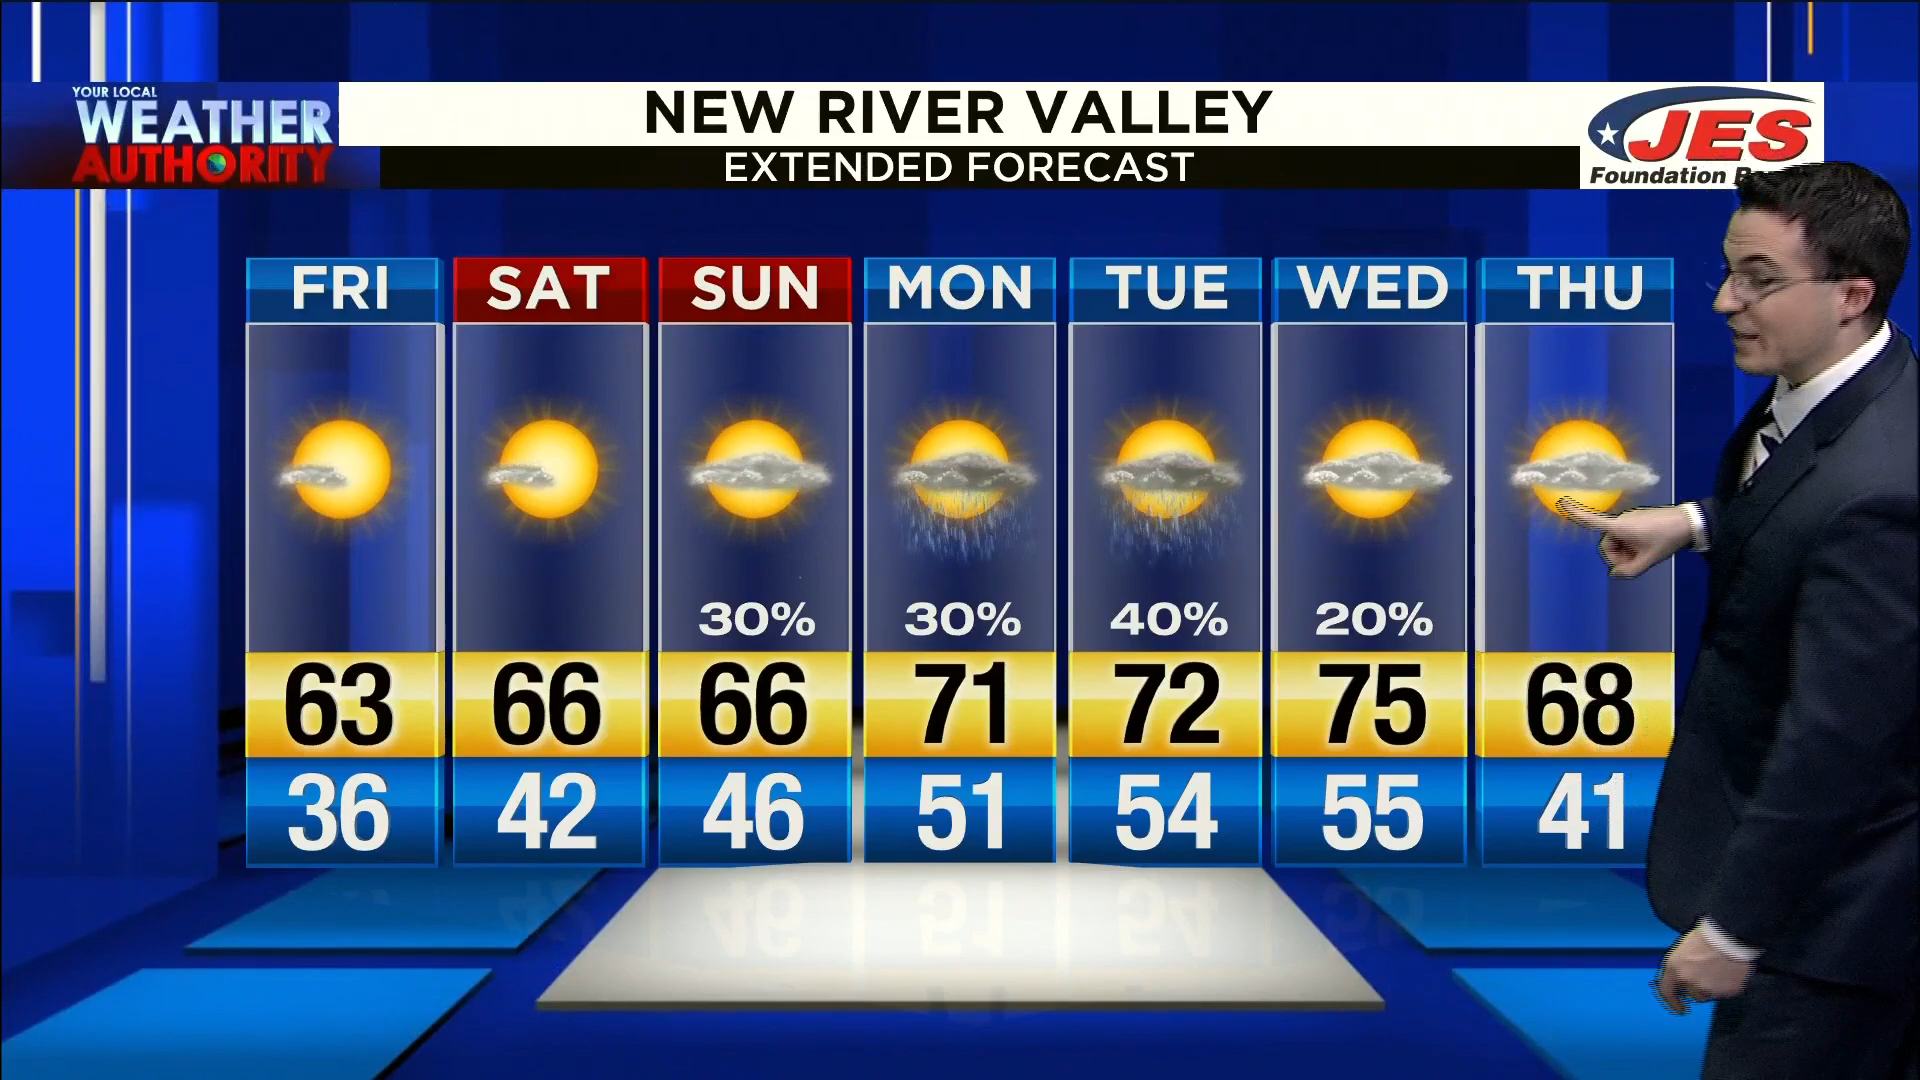 YOUR LOCAL
WEATHER
AUTHORITY
NEW RIVER VALLEY
EXTENDED FORECAST
JES
Foundation
FRI SAT SUN MON TUE WED THU
30% 30% 40% 20%
63 66 66 71 72 75 68
36 42 46 51 54 55 41